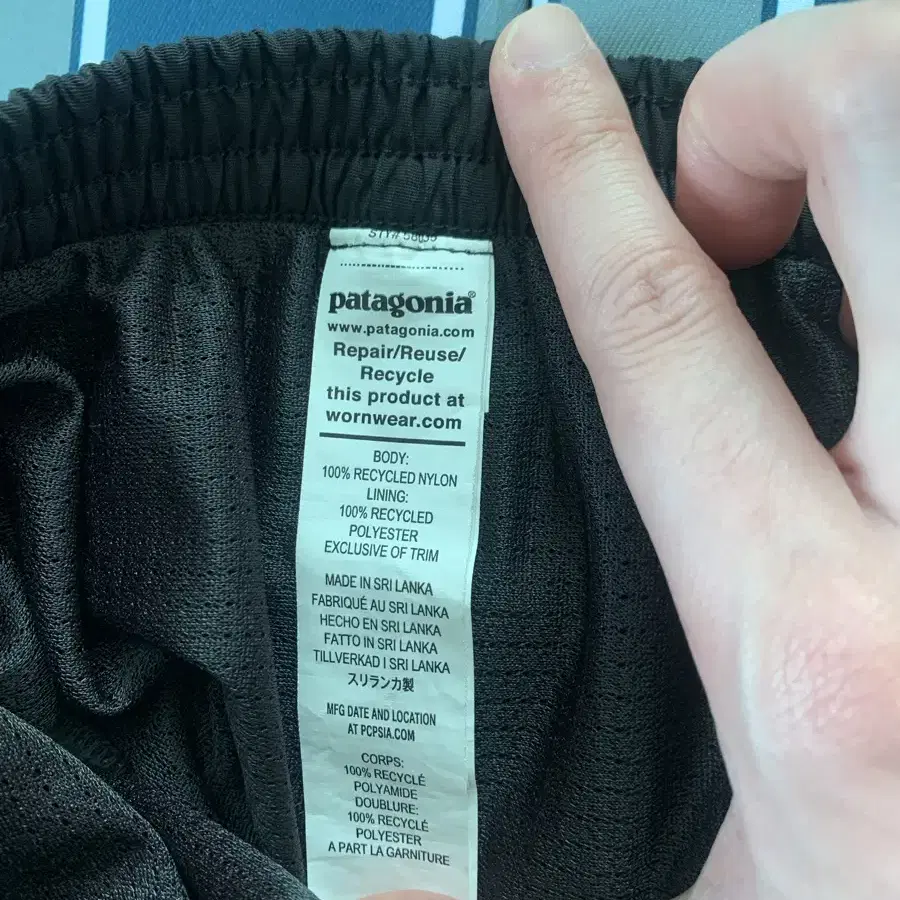 patagonia®
www.patagonia.com
Repair/Reuse/
Recycle
this product at
wornwear.com
BODY:
100% RECYCLED NYLON
LINING:
100% RECYCLED
POLYESTER
EXCLUSIVE OF TRIM
MADE IN SRI LANKA
FABRIQUÉ AU SRI LANKA
HECHO EN SRI LANKA
FATTO IN SRI LANKA
TILLVERKAD I SRI LANKA
スリランカ製
MFG DATE AND LOCATION
AT PCPSIA.COM
CORPS:
100% RECYCLÉ
POLYAMIDE
DOUBLURE:
100% RECYCLÉ
POLYESTER
A PART LA GARNITURE